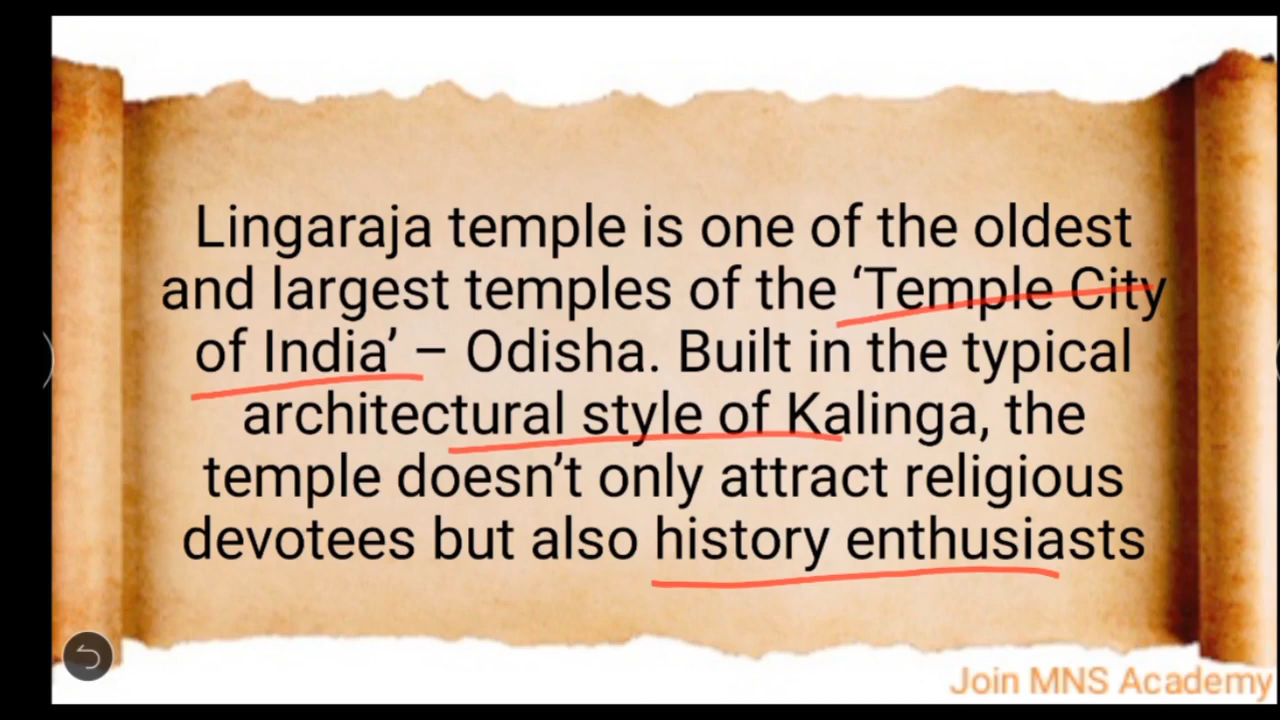 Lingaraja temple is one of the oldest
and largest temples of the ‘Temple City
of India’ – Odisha. Built in the typical
architectural style of Kalinga, the
temple doesn’t only attract religious
devotees but also history enthusiasts
Join MNS Academy